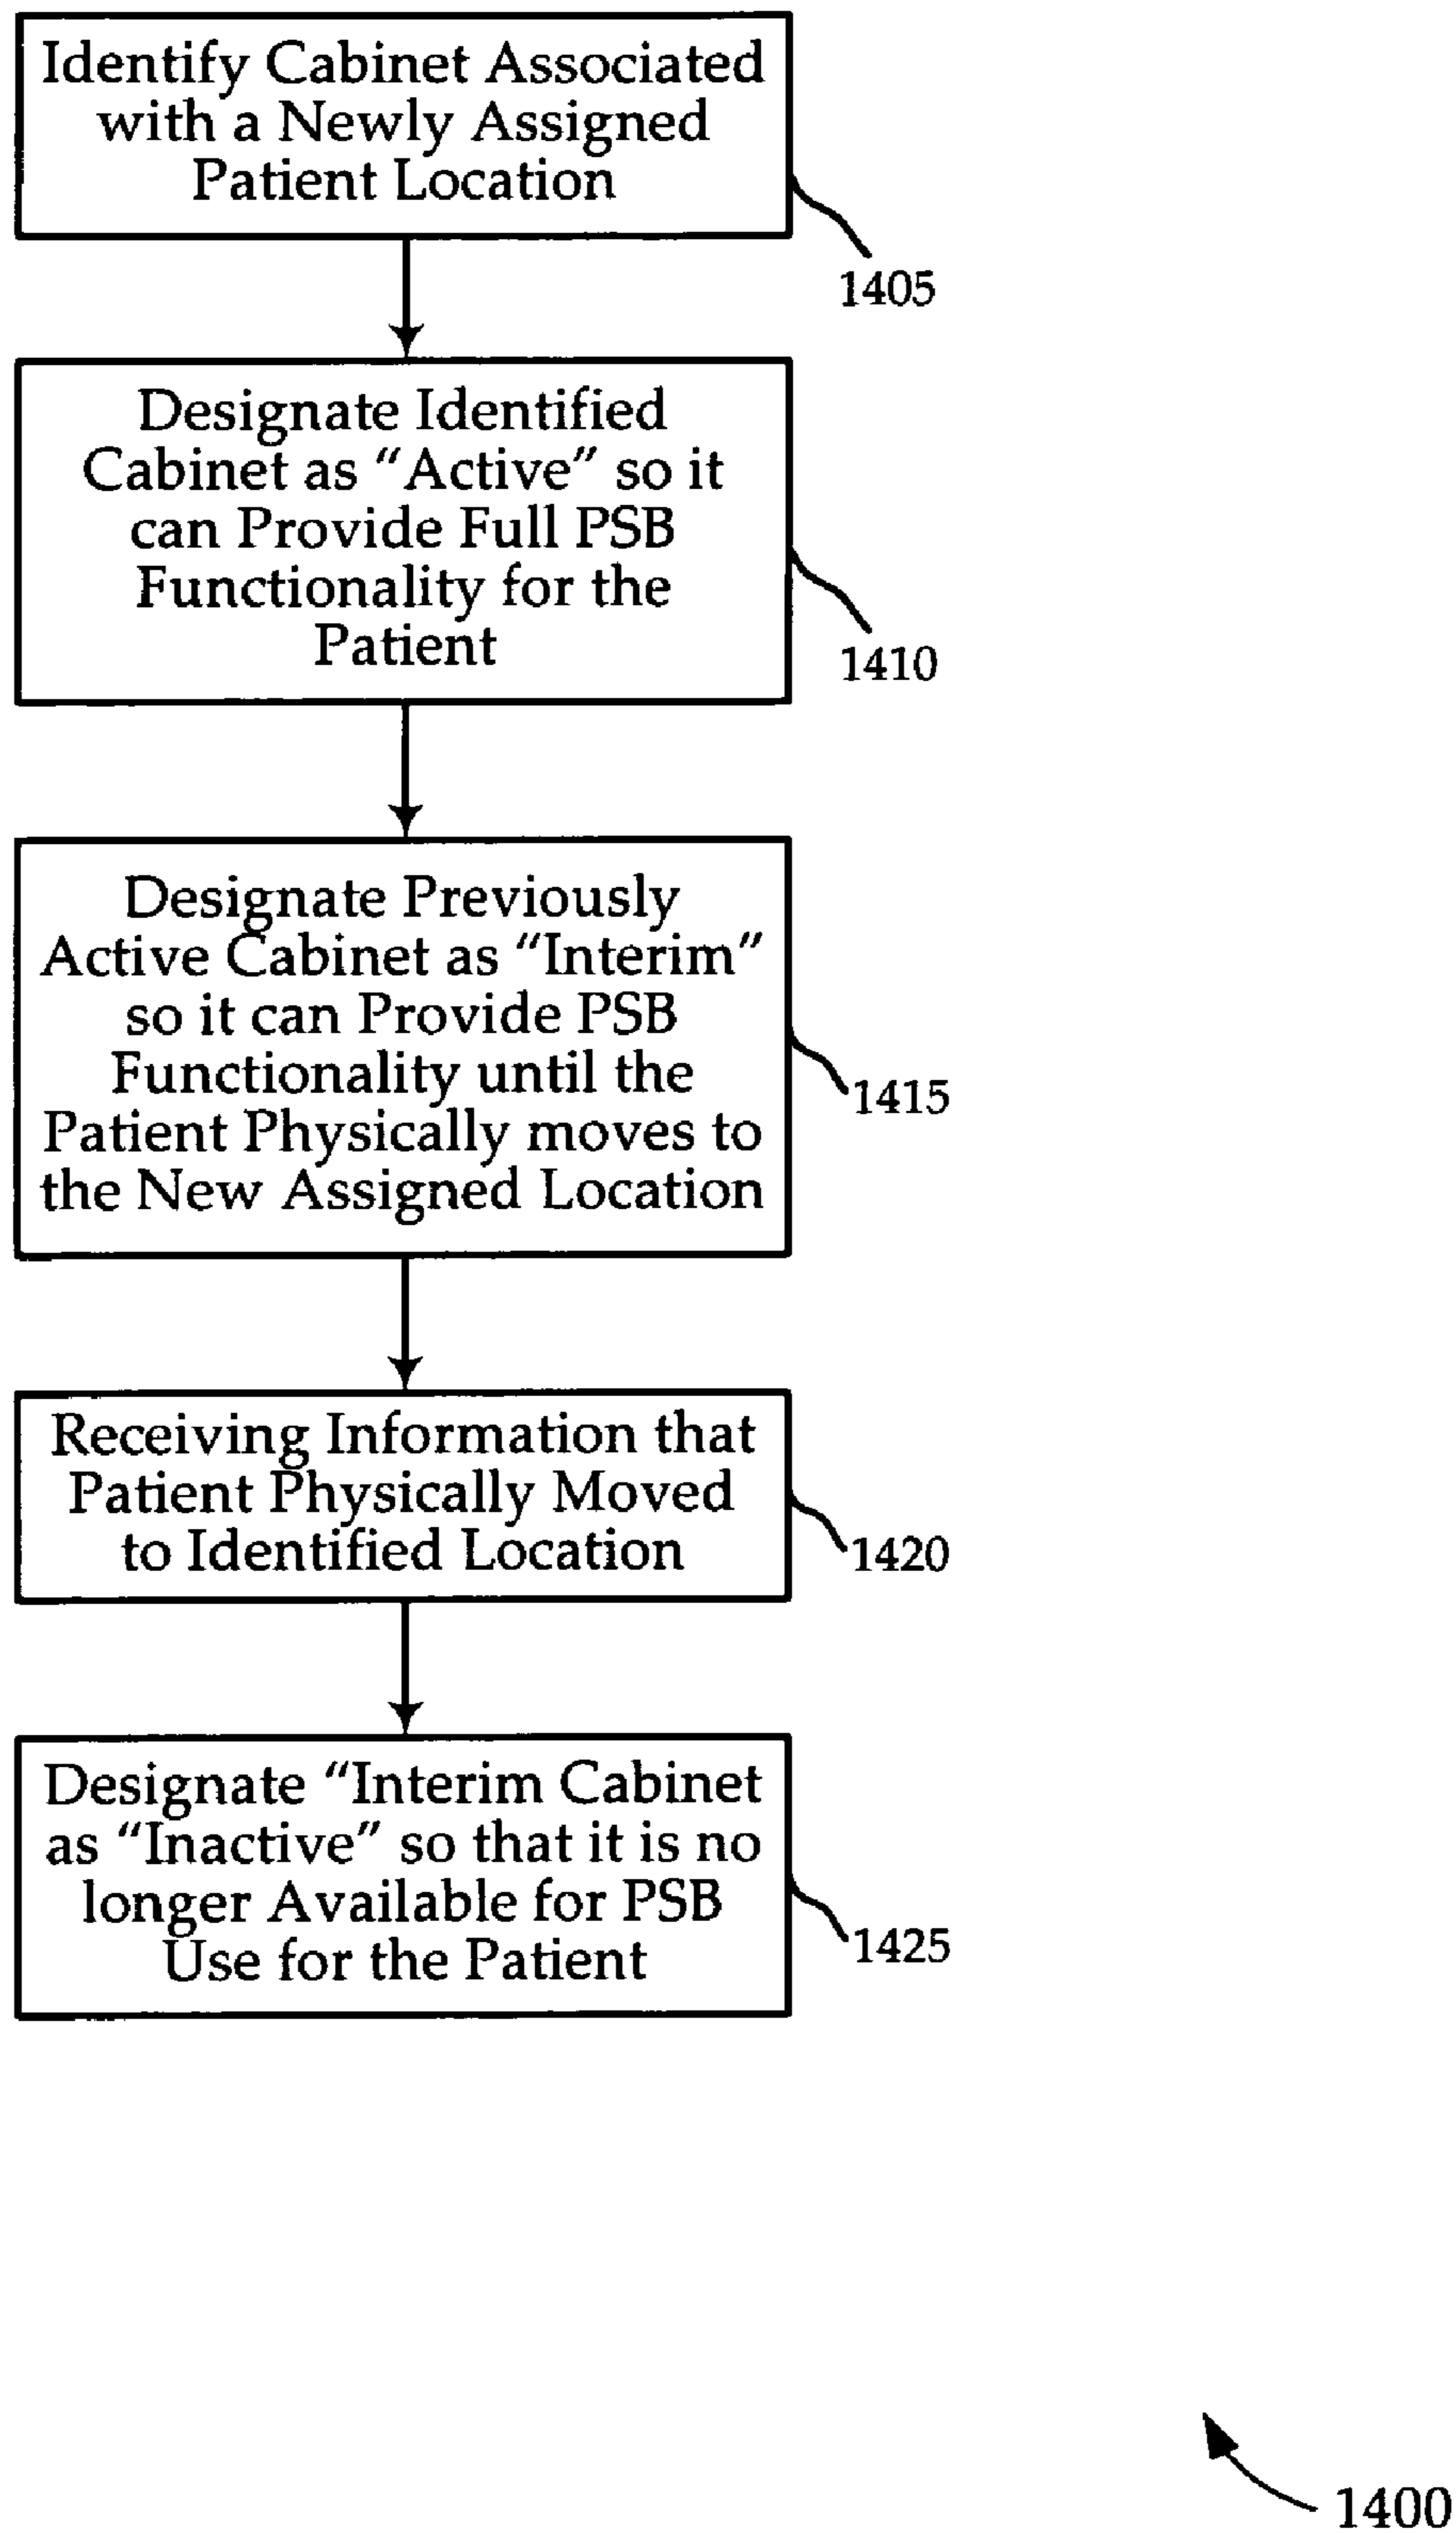 Identify Cabinet Associated
with a Newly Assigned
Patient Location
1405
Designate Identified
Cabinet as "Active" so it
can Provide Full PSB
Functionality for the
Patient
1410
Designate Previously
Active Cabinet as "Interim"
so it can Provide PSB
Functionality until the
Patient Physically moves to
the New Assigned Location
1415
Receiving Information that
Patient Physically Moved
to Identified Location
1420
Designate "Interim Cabinet
as "Inactive" so that it is no
longer Available for PSB
Use for the Patient
1425
1400